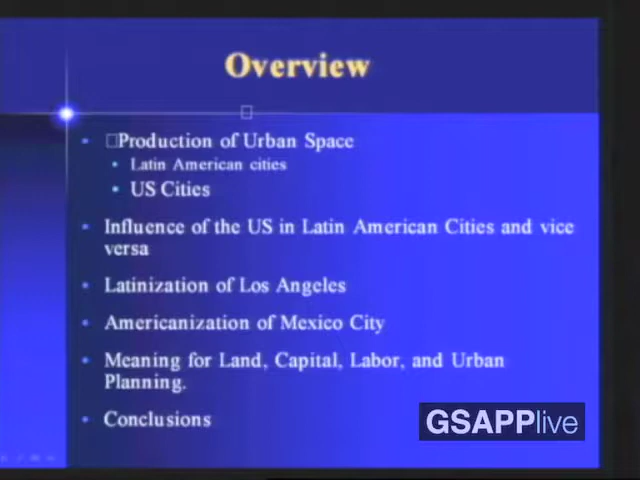 Overview
Production of Urban Space
Latin American cities
US Cities
Influence of the US in Latin American Cities and vice
versa
Latinization of Los Angeles
Americanization of Mexico City
Meaning for Land, Capital, Labor, and Urban
Planning.
Conclusions
GSAPPlive